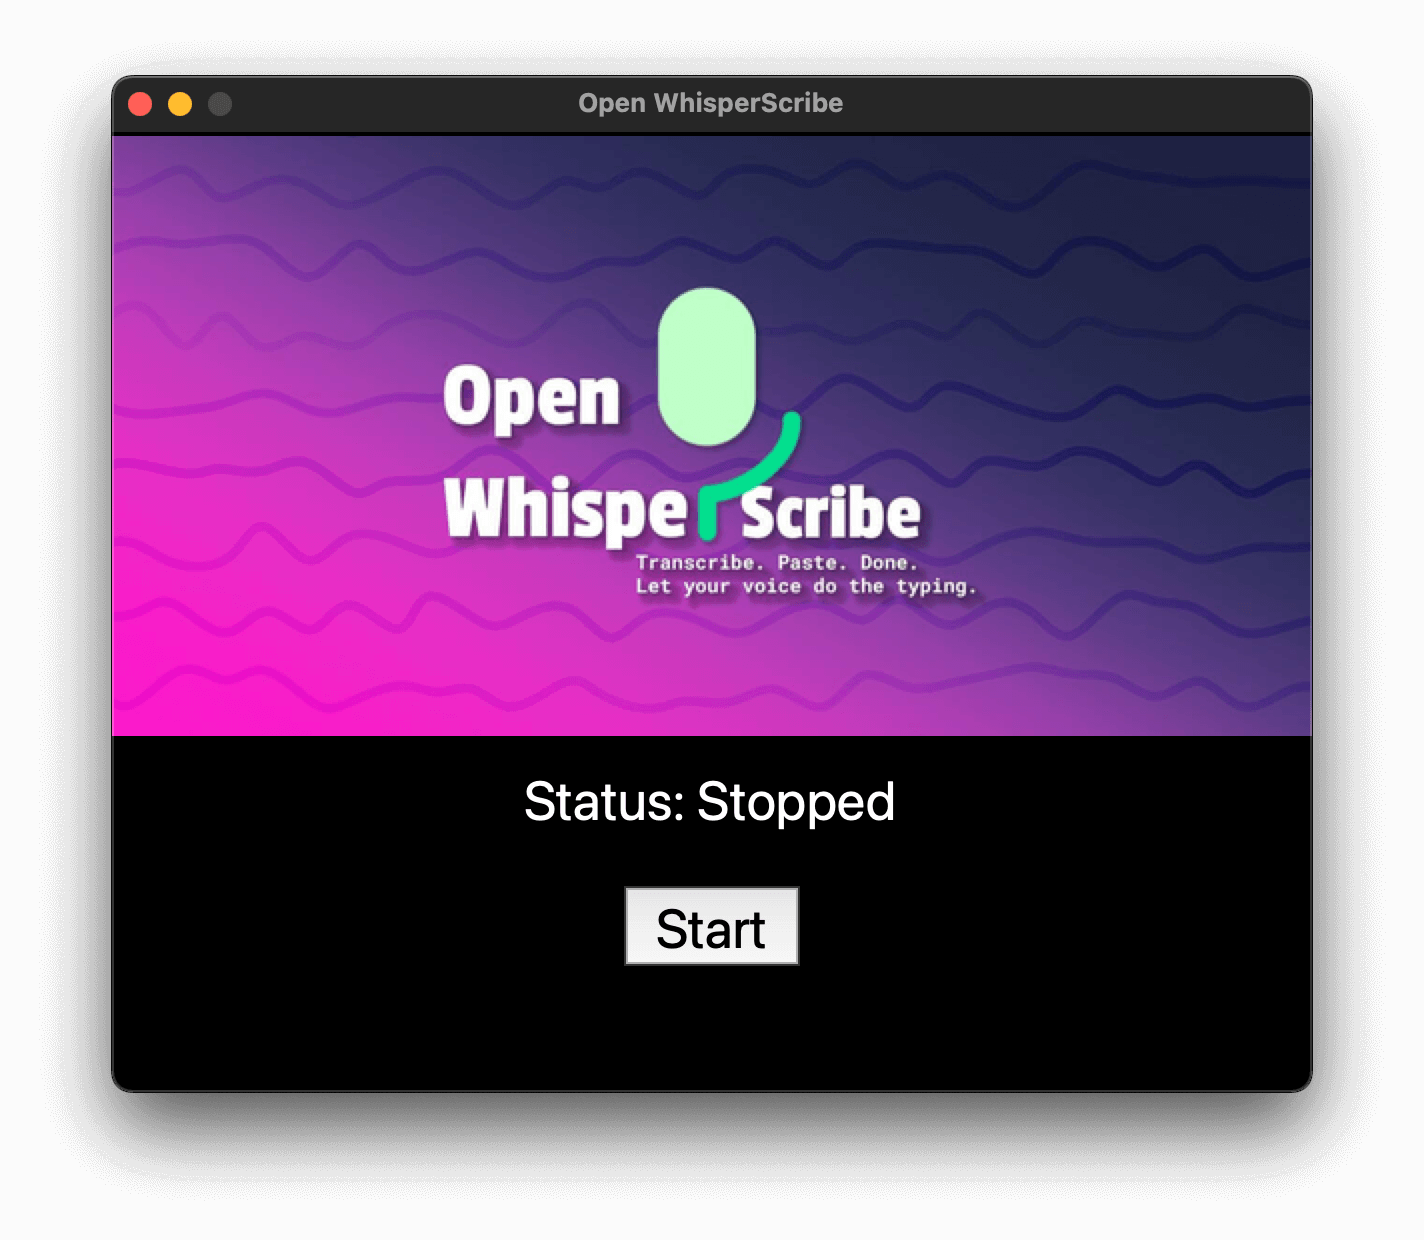 Open WhisperScribe
Open
WhisperScribe
Transcribe. Paste. Done.
Let your voice do the typing.
Status: Stopped
Start